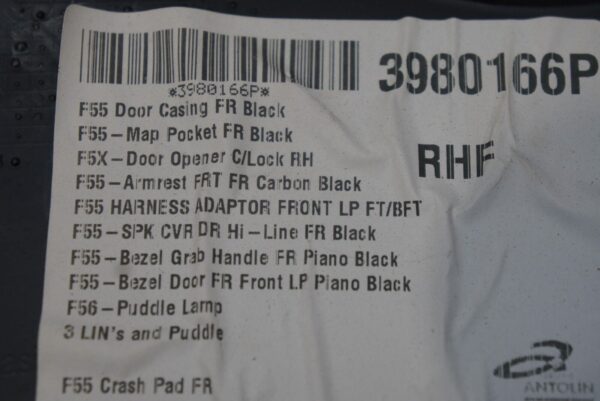 3980166P
*3980166P*
F55 Door Casing FR Black
F55-Map Pocket FR Black
RHF
F5X-Door Opener C/Lock RH
F55-Armrest FRT FR Carbon Black
F55 HARNESS ADAPTOR FRONT LP FT/BFT
F55-SPK CVR DR Hi-Line FR Black
F55-Bezel Grab Handle FR Piano Black
F55-Bezel Door FR Front LP Piano Black
F56-Puddle Lamp
3 LIN's and Puddle
F55 Crash Pad FR
ANTOLIN